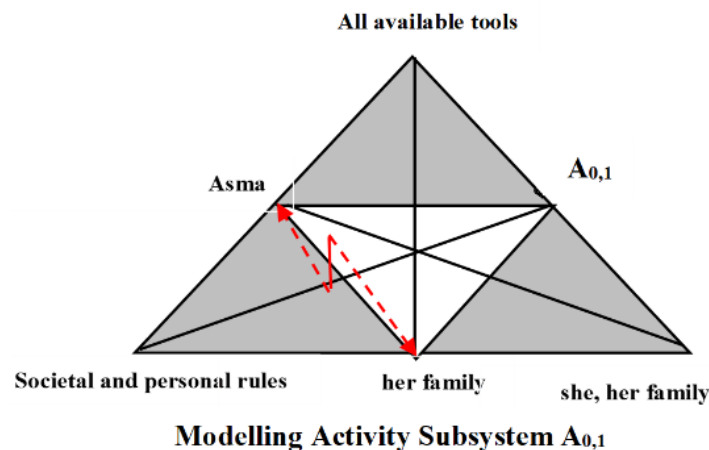 All available tools
Asma
A0,1
Societal and personal rules
her family
she, her family
Modelling Activity Subsystem A0,1